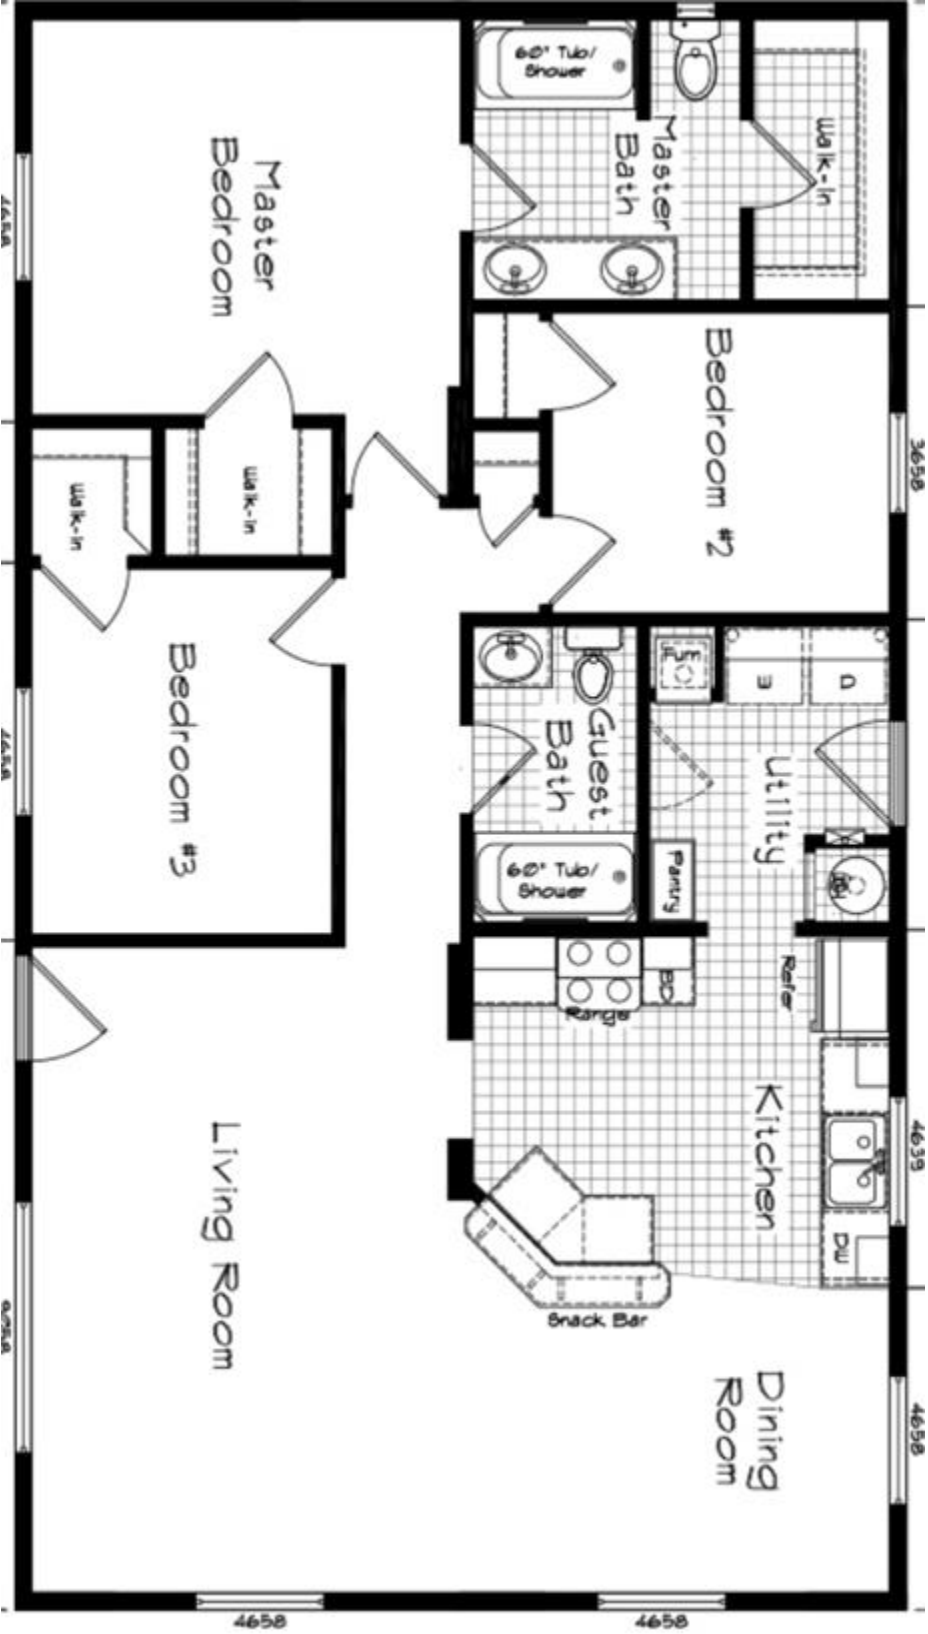 60" Tub/
Shower
Master
Bath
Walk-In
Master
Bedroom
Bedroom #2
3658
Walk-In
Walk-In
Bedroom #3
Furn
W
D
Guest
Bath
Utility
60" Tub/
Shower
Pantry
WH
Refer
BD
Range
Kitchen
4639
DW
Living Room
Snack Bar
Dining
Room
4658
4658
4658